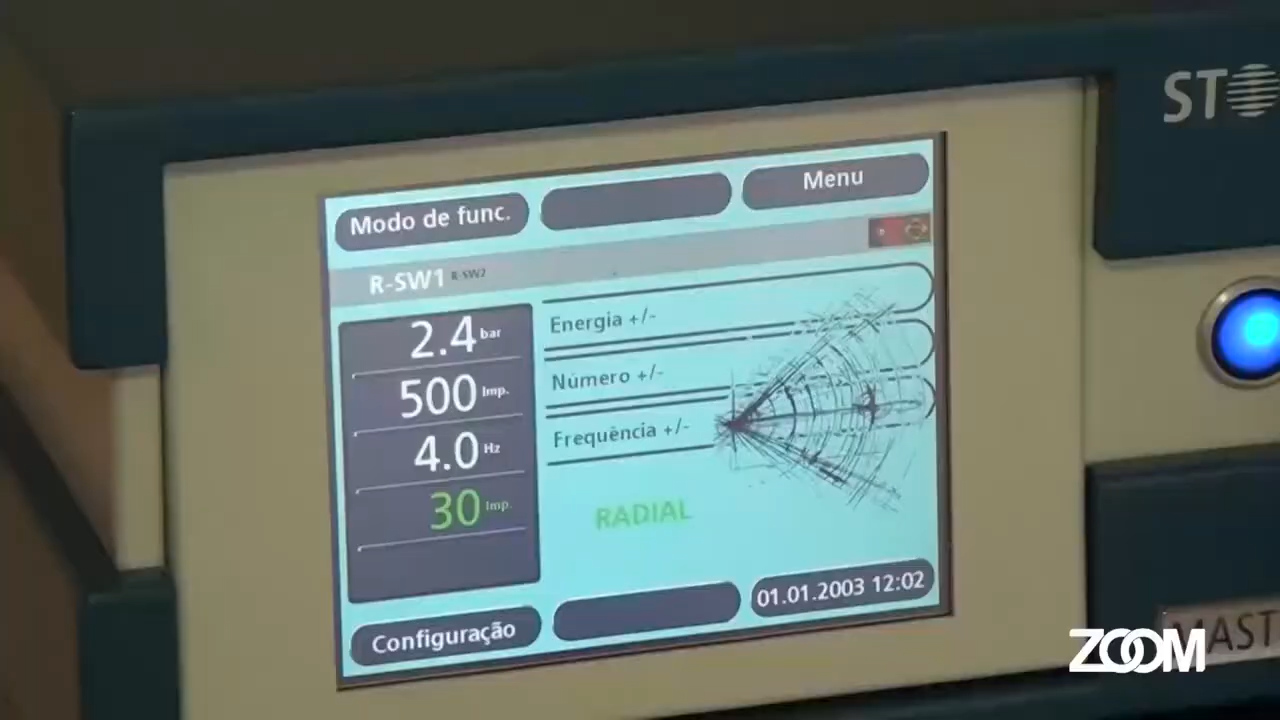 ST
Modo de func.
Menu
R-SW1 R-SW2
2.4 bar
Energia +/-
500 Imp.
Número +/-
4.0 Hz
Frequência +/-
30 Imp.
RADIAL
Configuração
01.01.2003 12:02
MAST
ZOOM